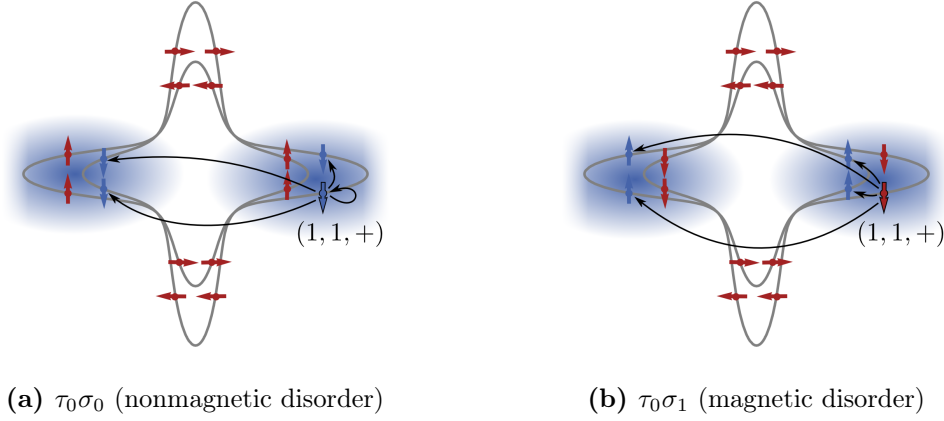 (1, 1, +)
(1, 1, +)
(a) τ₀σ₀ (nonmagnetic disorder)
(b) τ₀σ₁ (magnetic disorder)